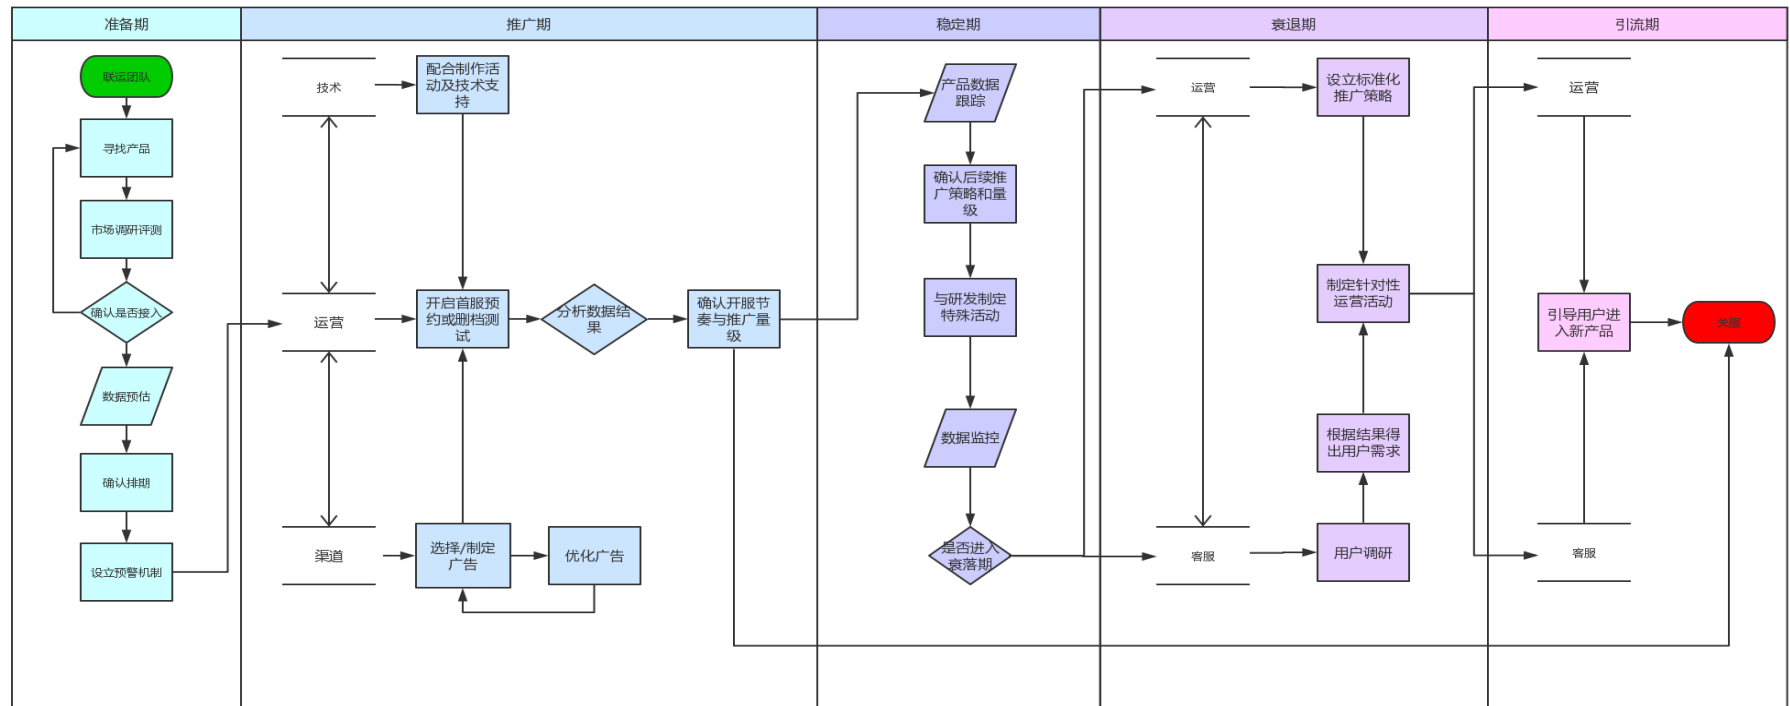 准备期
推广期
稳定期
衰退期
引流期
联运团队
寻找产品
市场调研评测
确认是否接入
数据预估
确认排期
设立预警机制
技术
配合制作活
动及技术支
持
运营
开启首服预
约或删档测
试
分析数据结
果
确认开服节
奏与推广量
级
渠道
选择/制定
广告
优化广告
产品数据
跟踪
确认后续推
广策略和量
级
与研发制定
特殊活动
数据监控
是否进入
衰落期
运营
设立标准化
推广策略
制定针对性
运营活动
根据结果得
出用户需求
客服
用户调研
运营
引导用户进
入新产品
客服
关服